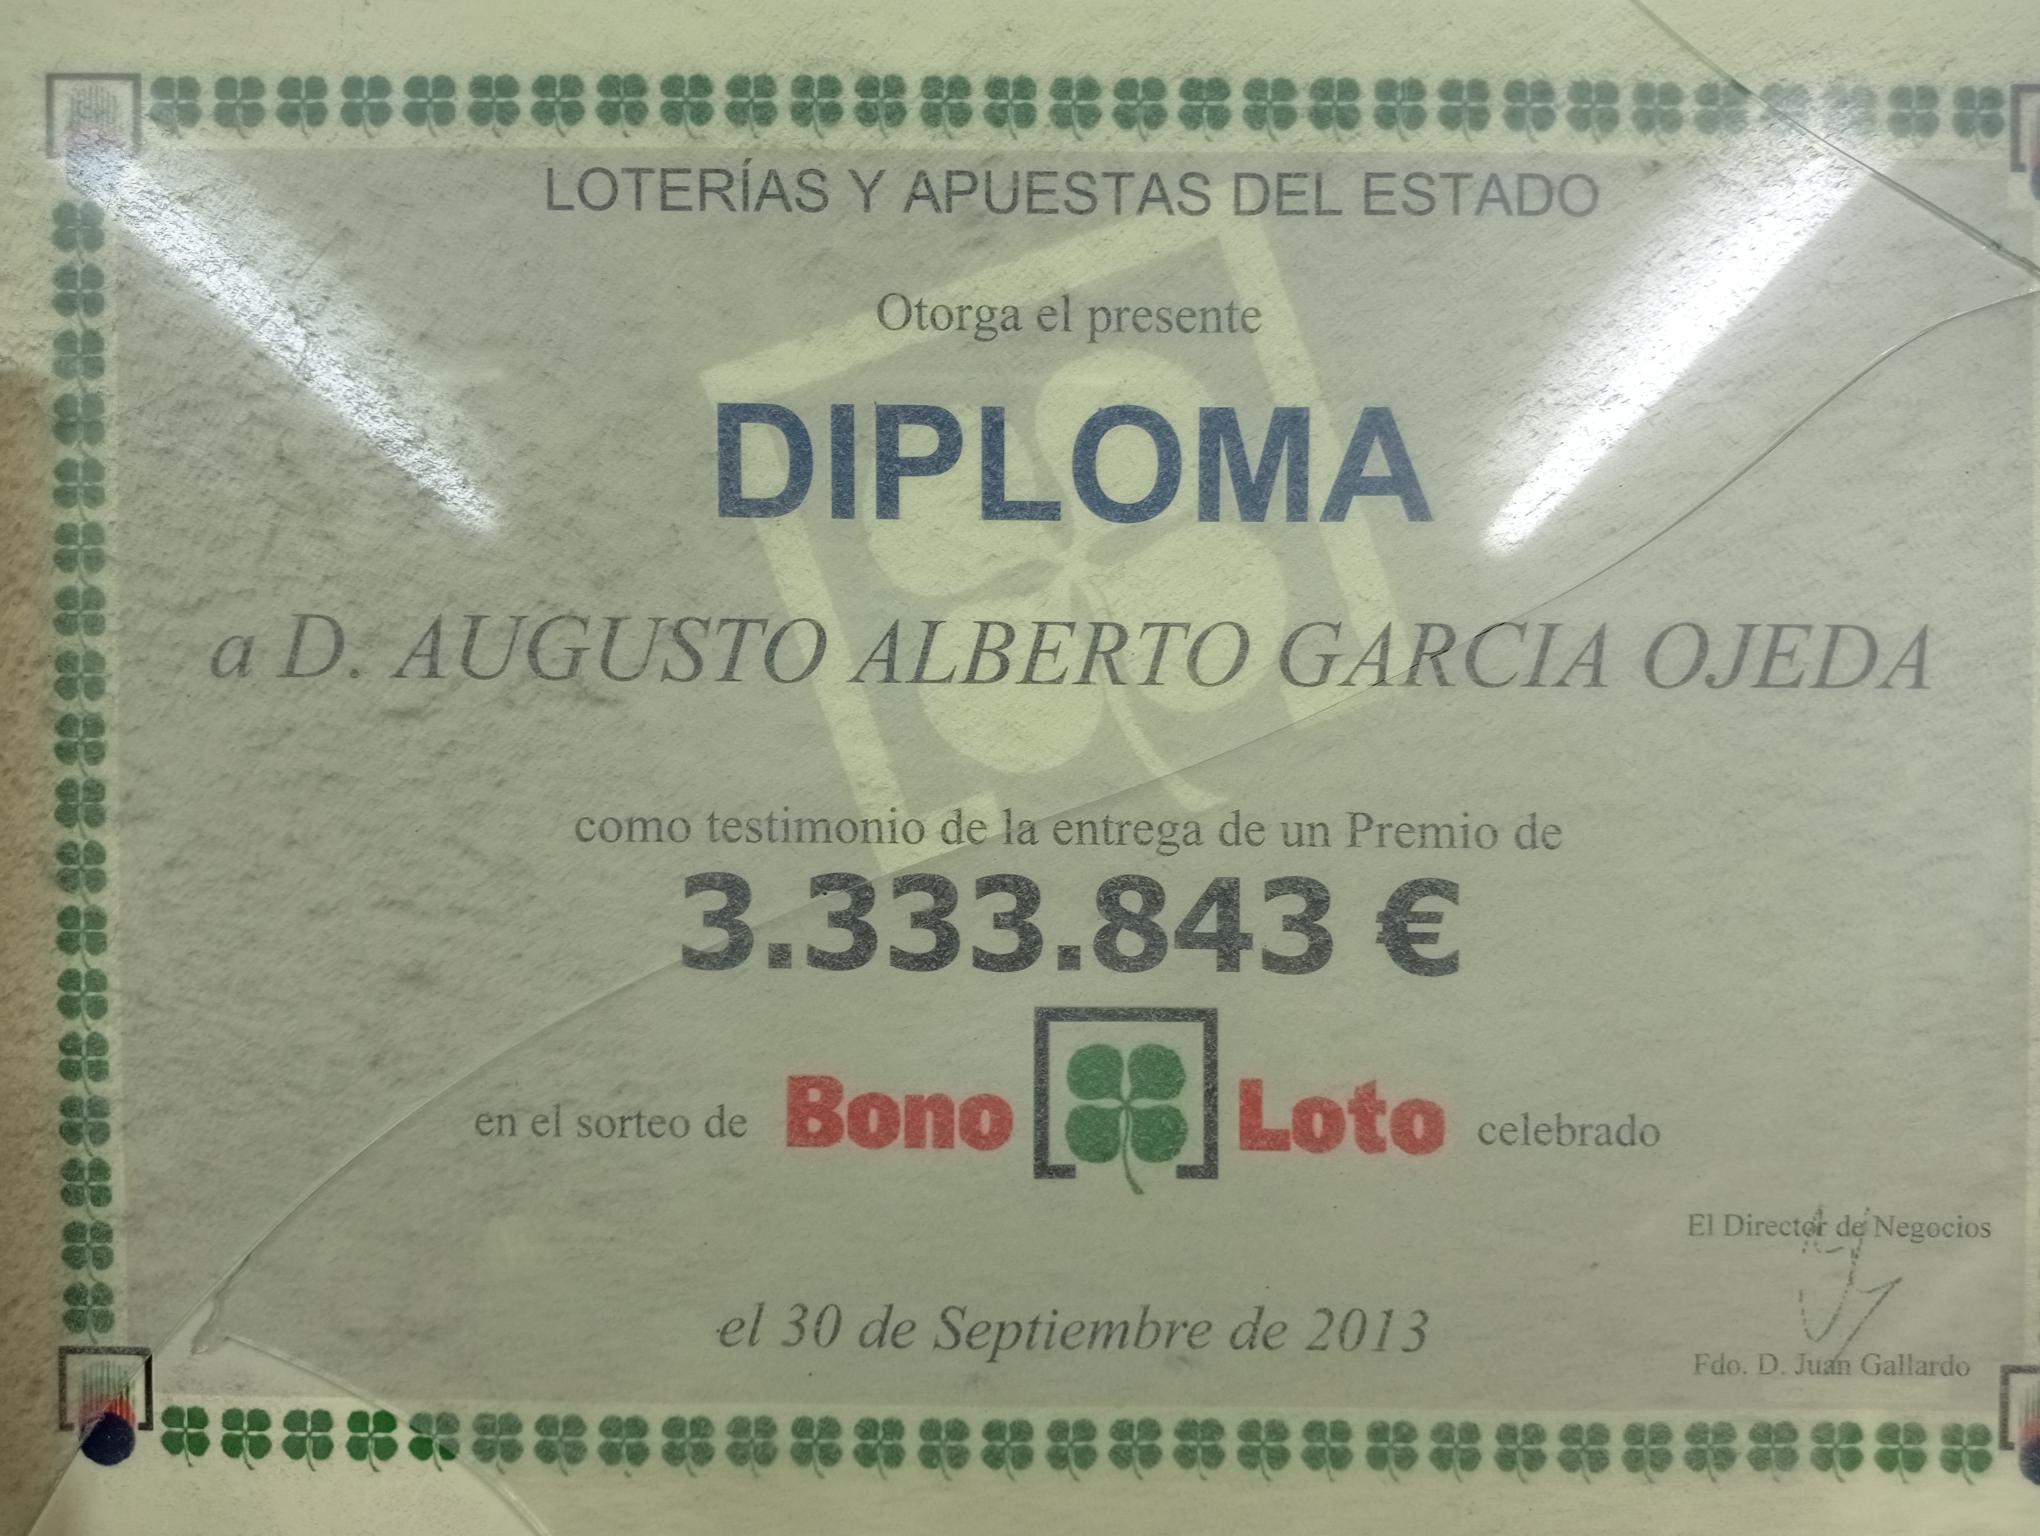 LOTERÍAS Y APUESTAS DEL ESTADO
Otorga el presente
DIPLOMA
a D. AUGUSTO ALBERTO GARCIA OJEDA
como testimonio de la entrega de un Premio de
3.333.843 €
en el sorteo de Bono Loto celebrado
El Director de Negocios
el 30 de Septiembre de 2013
Fdo. D. Juan Gallardo